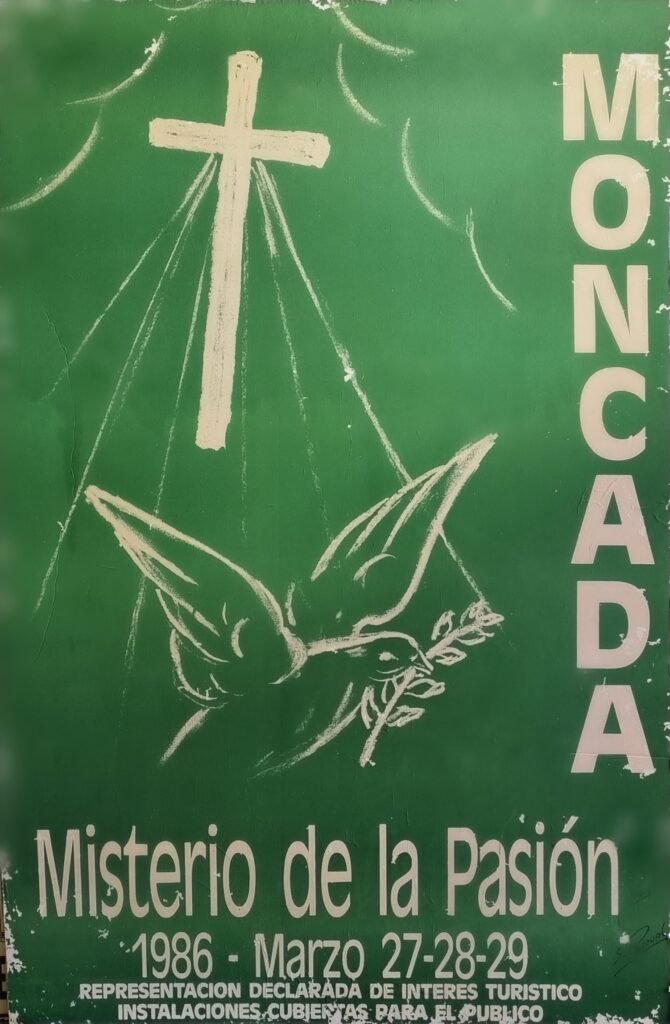 MONCADA
Misterio de la Pasión
1986 - Marzo 27-28-29
REPRESENTACION DECLARADA DE INTERES TURISTICO
INSTALACIONES CUBIERTAS PARA EL PUBLICO